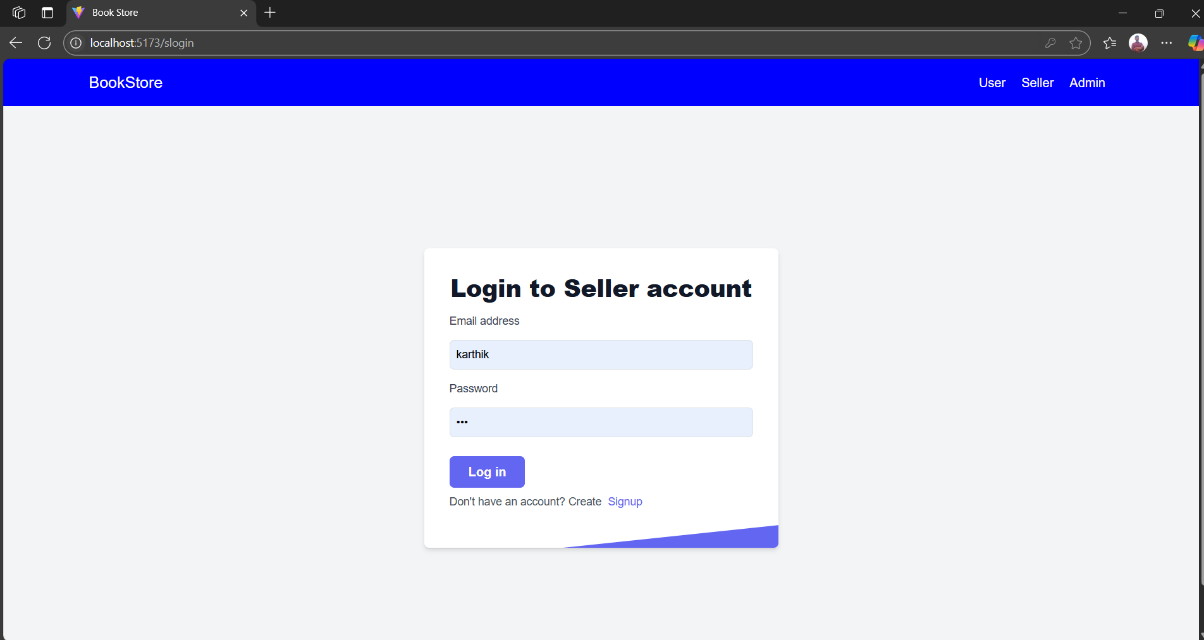 Book Store
localhost:5173/slogin
BookStore
User Seller Admin
Login to Seller account
Email address
karthik
Password
•••
Log in
Don't have an account? Create Signup